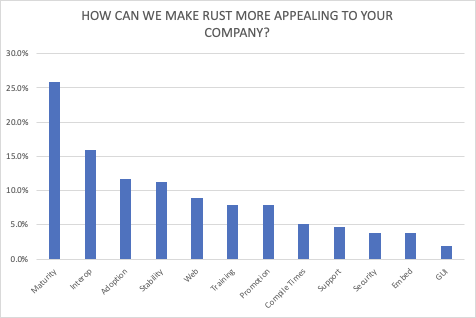 HOW CAN WE MAKE RUST MORE APPEALING TO YOUR
COMPANY?
30.0%
25.0%
20.0%
15.0%
10.0%
5.0%
0.0%
Maturity
Interop
Adoption
Stability
Web
Training
Promotion
Compile Times
Support
Security
Embed
GUI